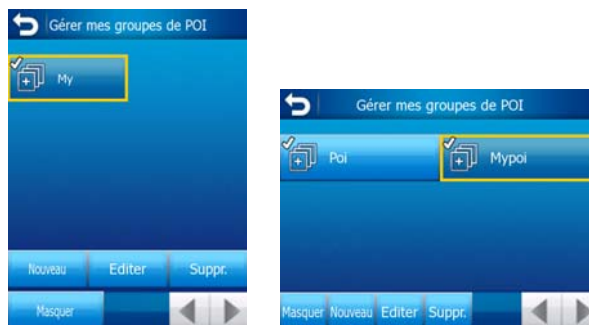 Gérer mes groupes de POI
My
Nouveau Editer Suppr.
Masquer
Gérer mes groupes de POI
Poi Mypoi
Masquer Nouveau Editer Suppr.